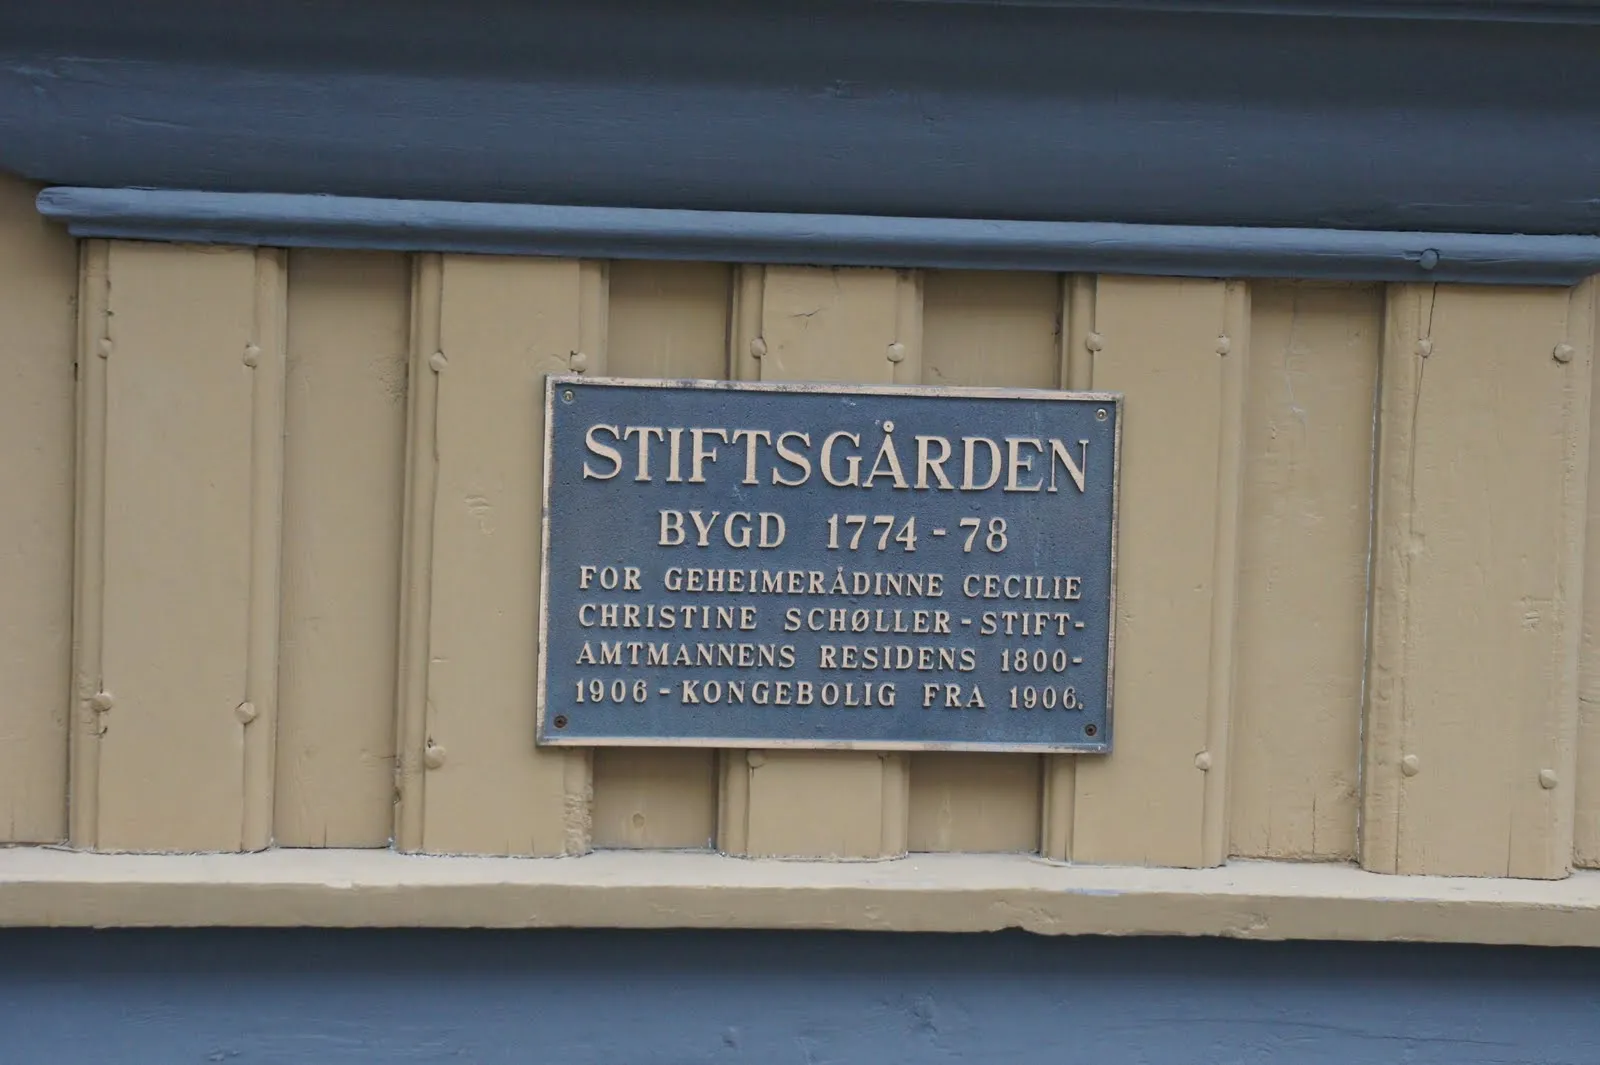 STIFTSGÅRDEN
BYGD 1774-78
FOR GEHEIMERÅDINNE CECILIE
CHRISTINE SCHØLLER-STIFT-
AMTMANNENS RESIDENS 1800-
1906-KONGEBOLIG FRA 1906.